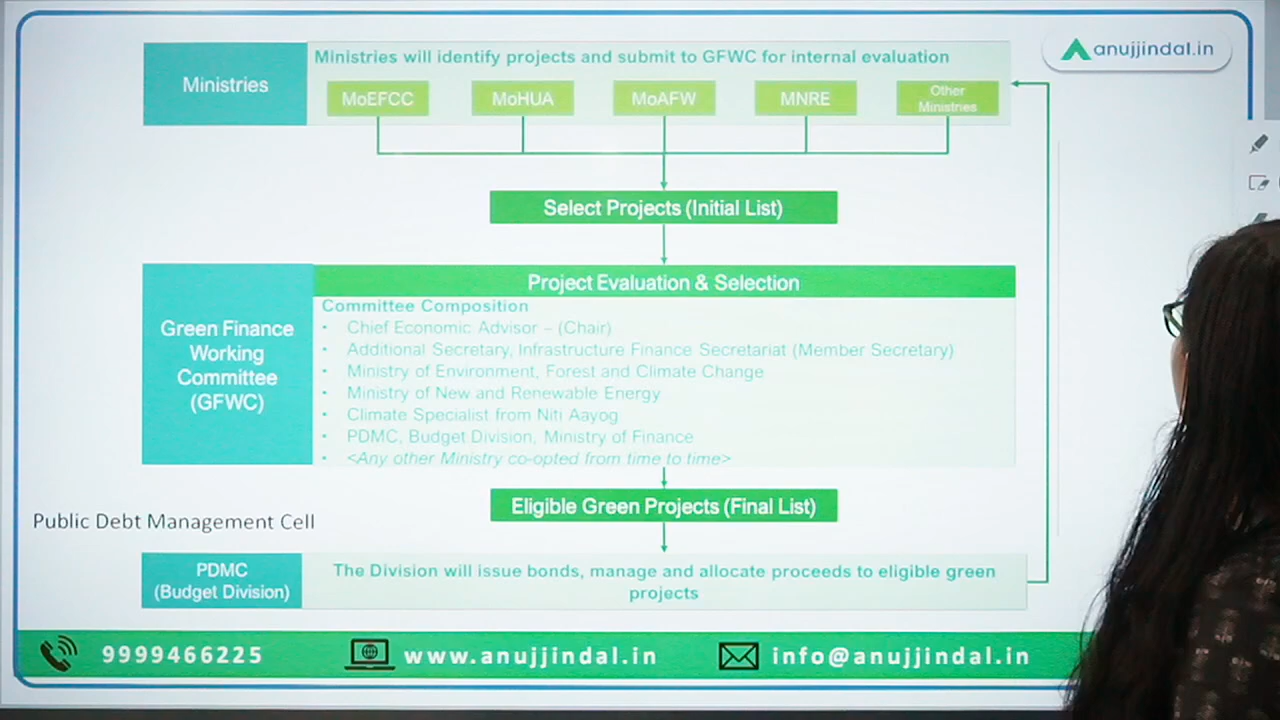 Ministries
Ministries will identify projects and submit to GFWC for internal evaluation
MoEFCC
MoHUA
MoAFW
MNRE
Other
Ministries
anujjindal.in
Select Projects (Initial List)
Green Finance
Working
Committee
(GFWC)
Project Evaluation & Selection
Committee Composition
• Chief Economic Advisor – (Chair)
• Additional Secretary, Infrastructure Finance Secretariat (Member Secretary)
• Ministry of Environment, Forest and Climate Change
• Ministry of New and Renewable Energy
• Climate Specialist from Niti Aayog
• PDMC, Budget Division, Ministry of Finance
• <Any other Ministry co-opted from time to time>
Eligible Green Projects (Final List)
Public Debt Management Cell
PDMC
(Budget Division)
The Division will issue bonds, manage and allocate proceeds to eligible green
projects
9999466225
www.anujjindal.in
info@anujjindal.in